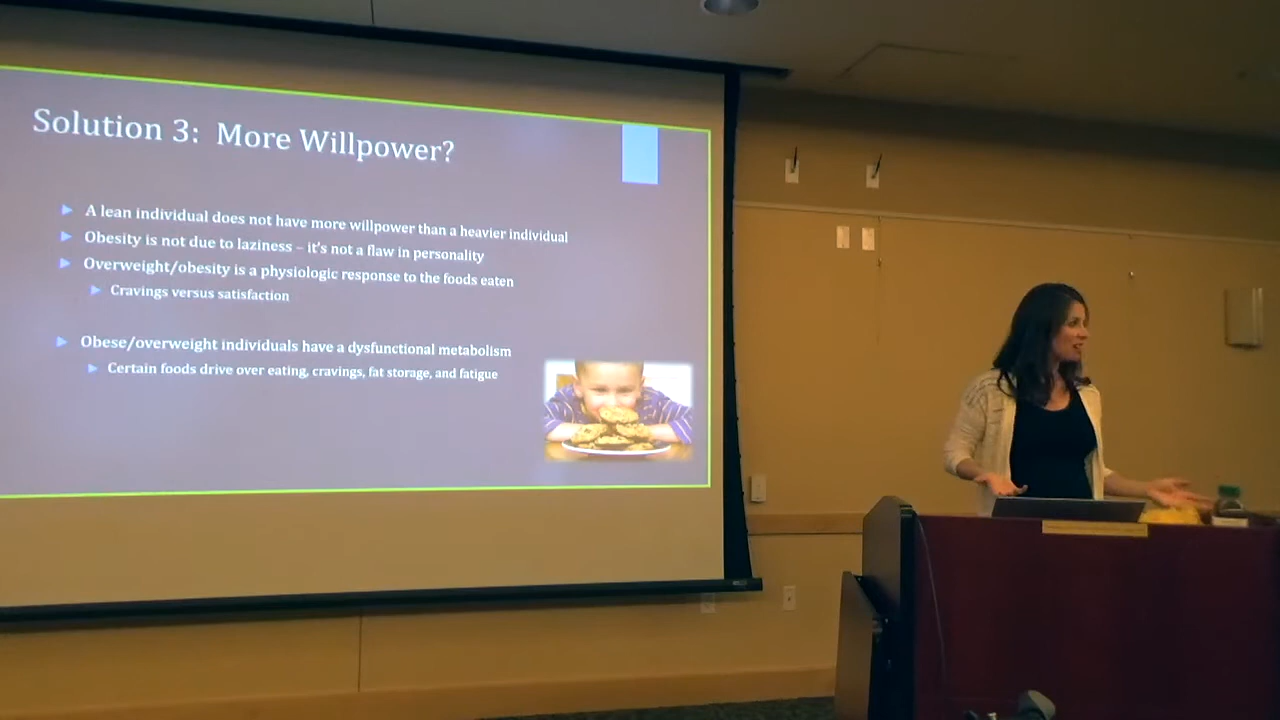 Solution 3: More Willpower?
A lean individual does not have more willpower than a heavier individual
Obesity is not due to laziness – it's not a flaw in personality
Overweight/obesity is a physiologic response to the foods eaten
Cravings versus satisfaction
Obese/overweight individuals have a dysfunctional metabolism
Certain foods drive over eating, cravings, fat storage, and fatigue